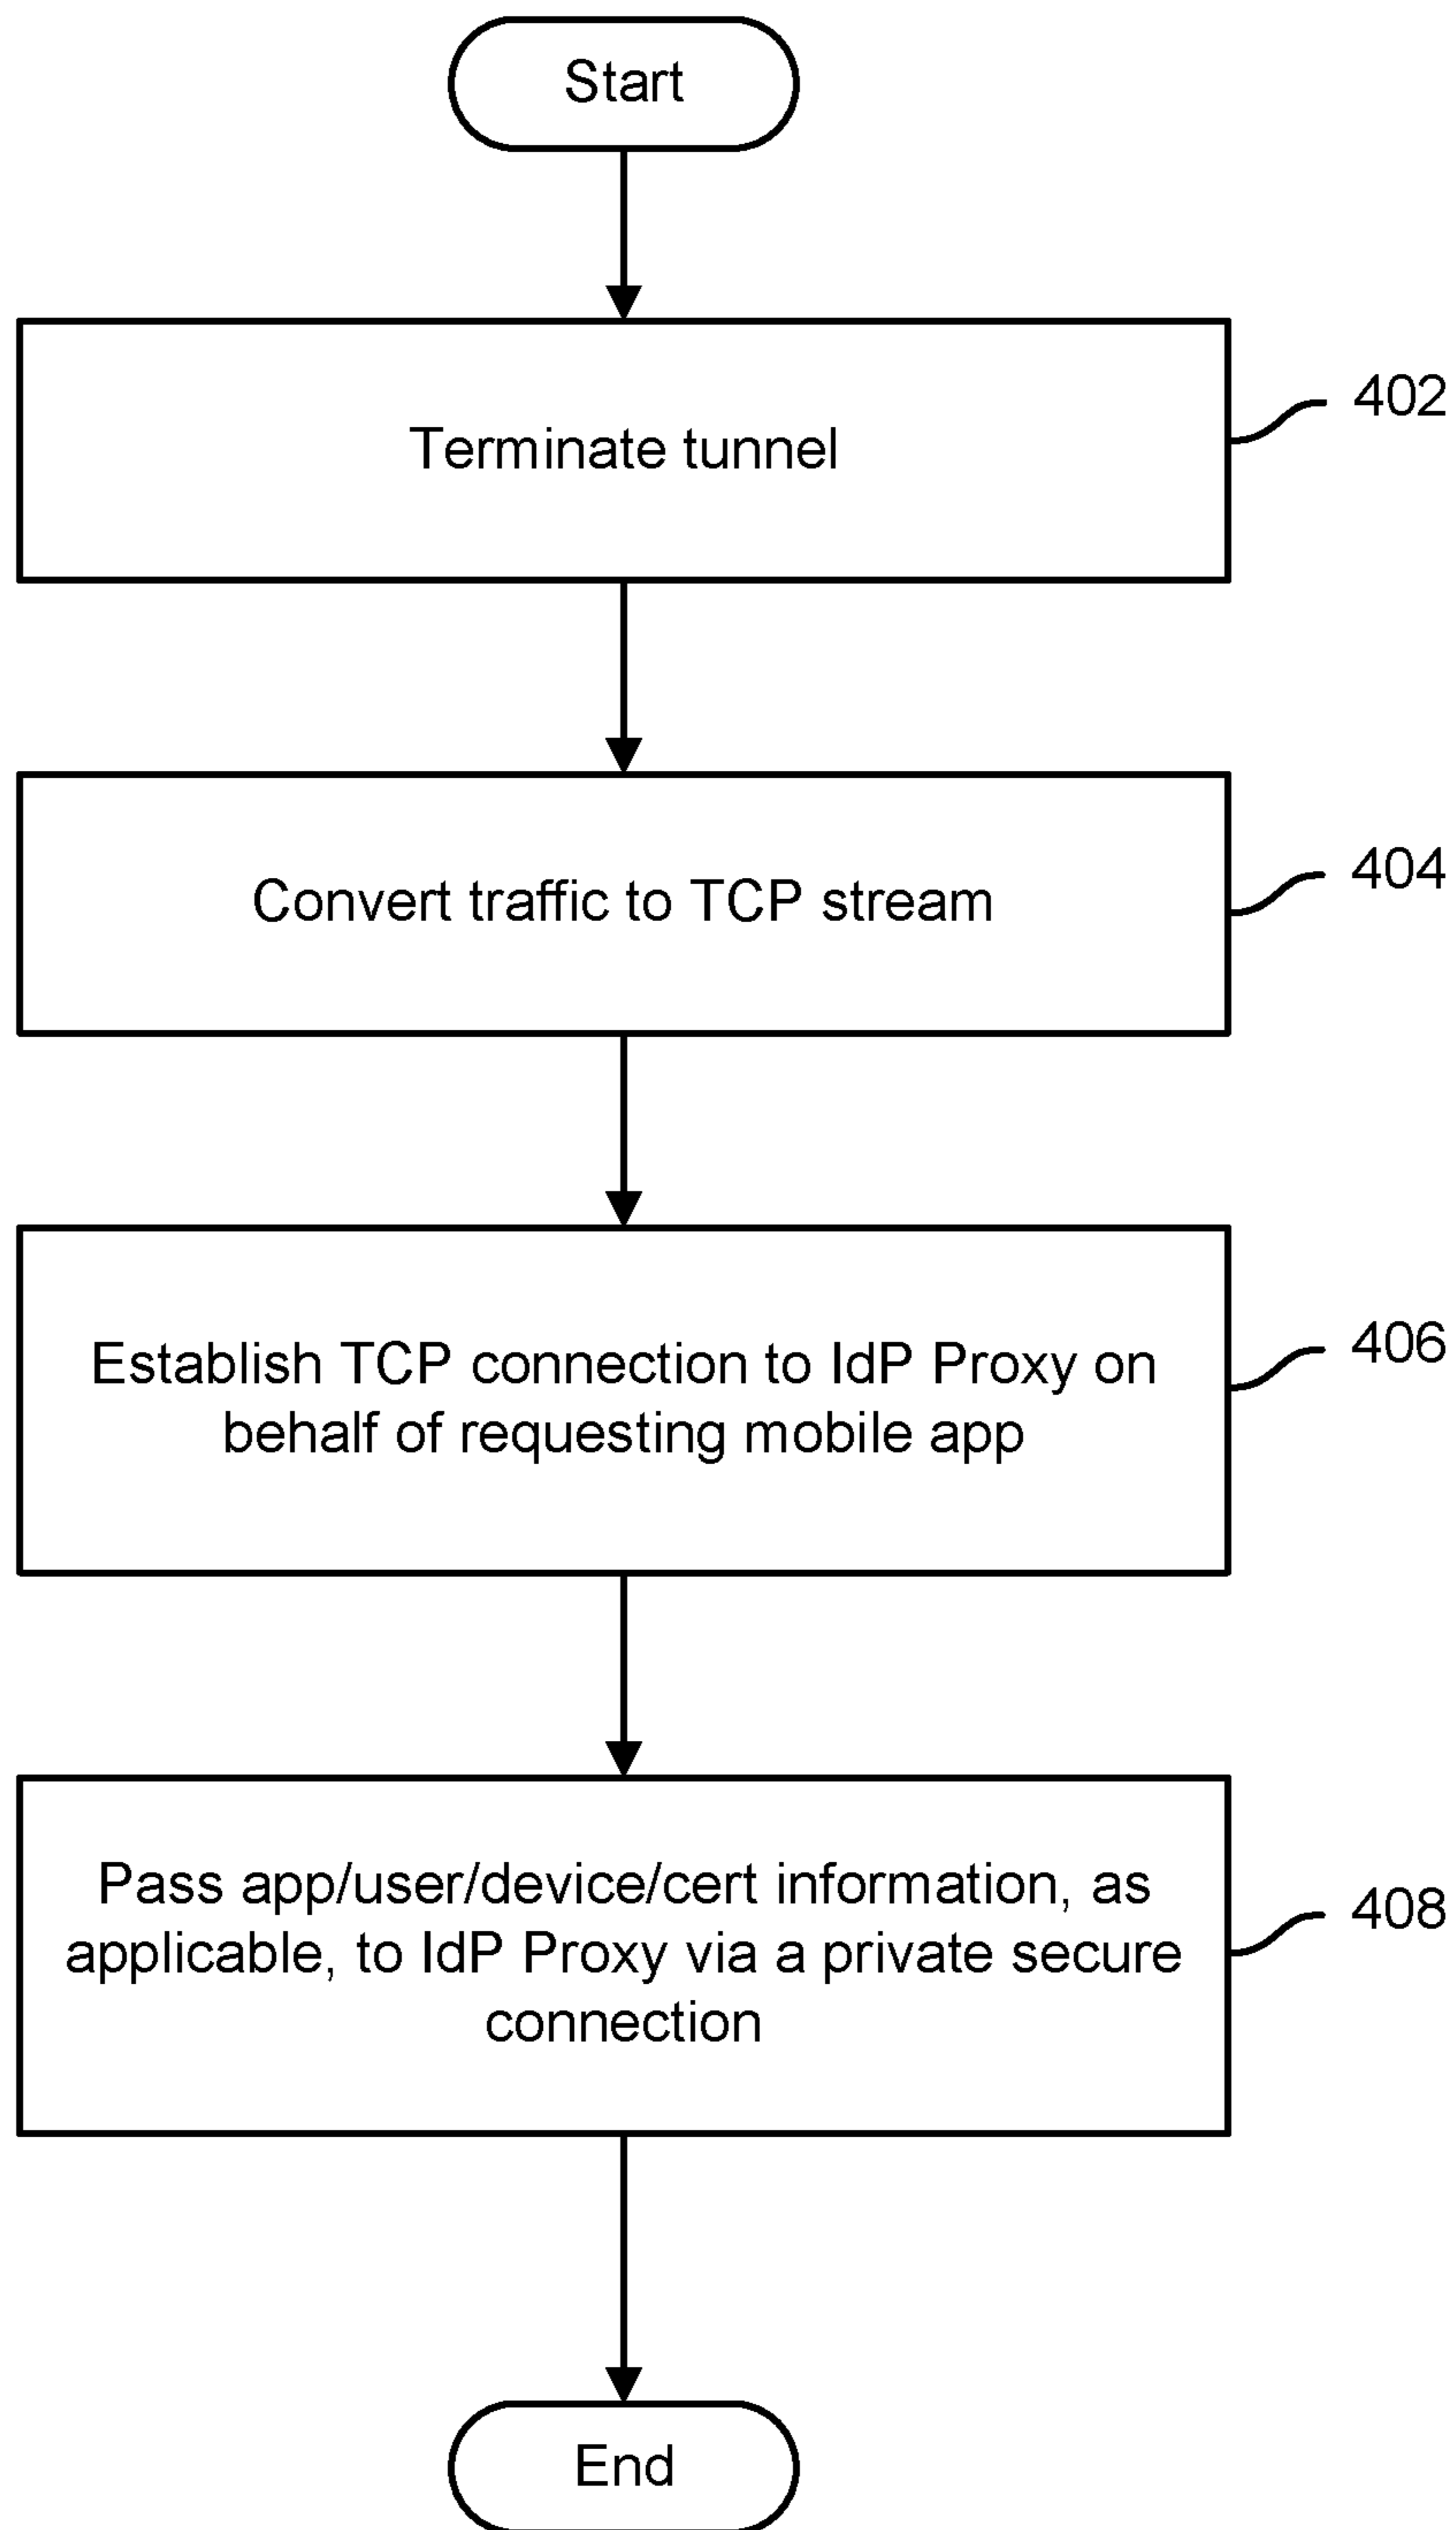 Start
Terminate tunnel
402
Convert traffic to TCP stream
404
Establish TCP connection to IdP Proxy on
behalf of requesting mobile app
406
Pass app/user/device/cert information, as
applicable, to IdP Proxy via a private secure
connection
408
End